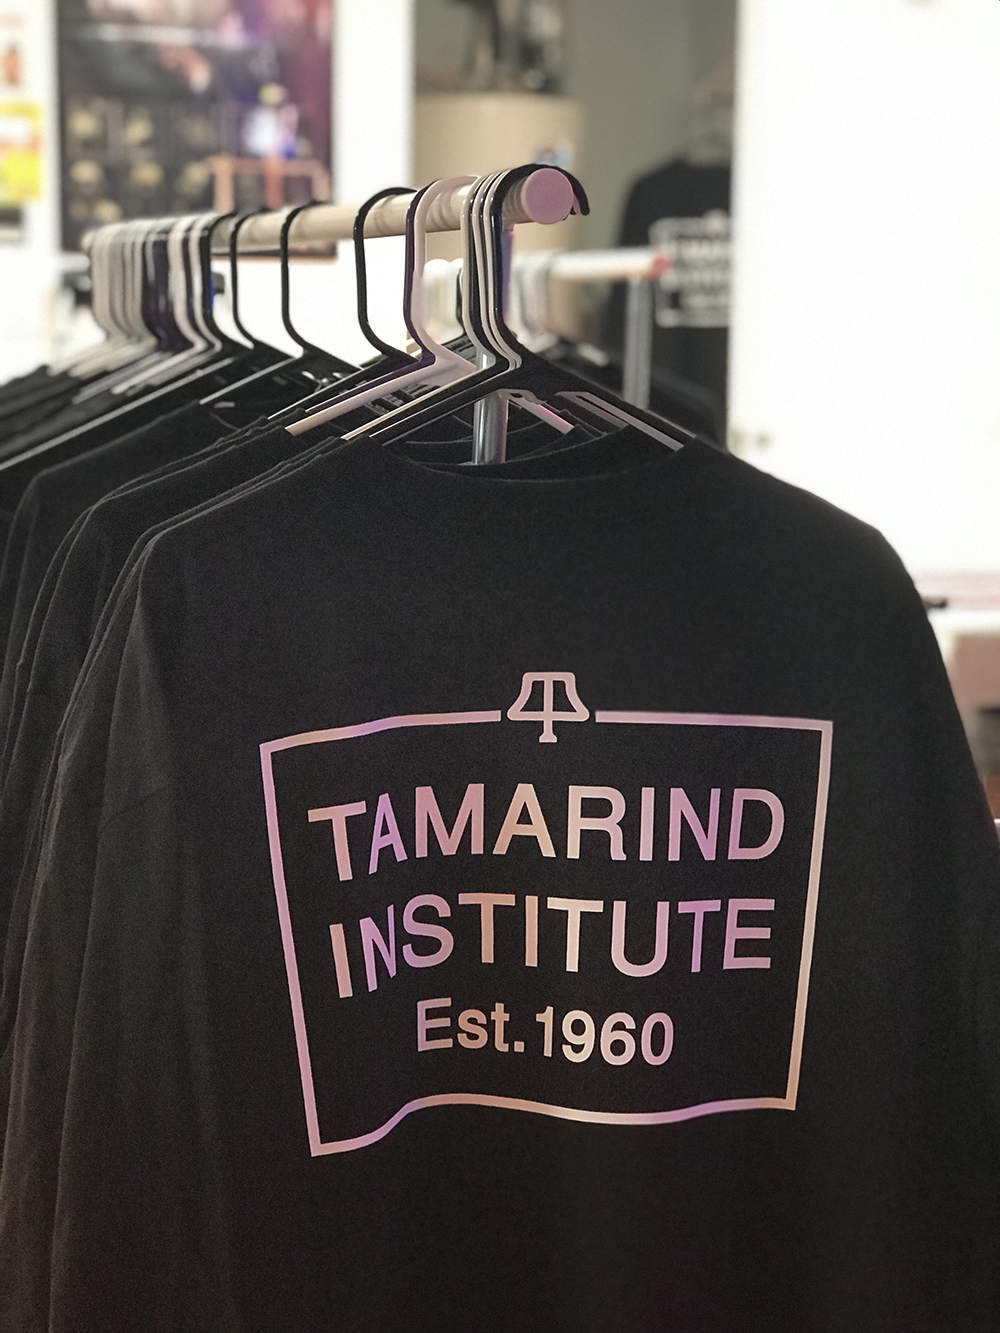 TAMARIND
INSTITUTE
Est. 1960